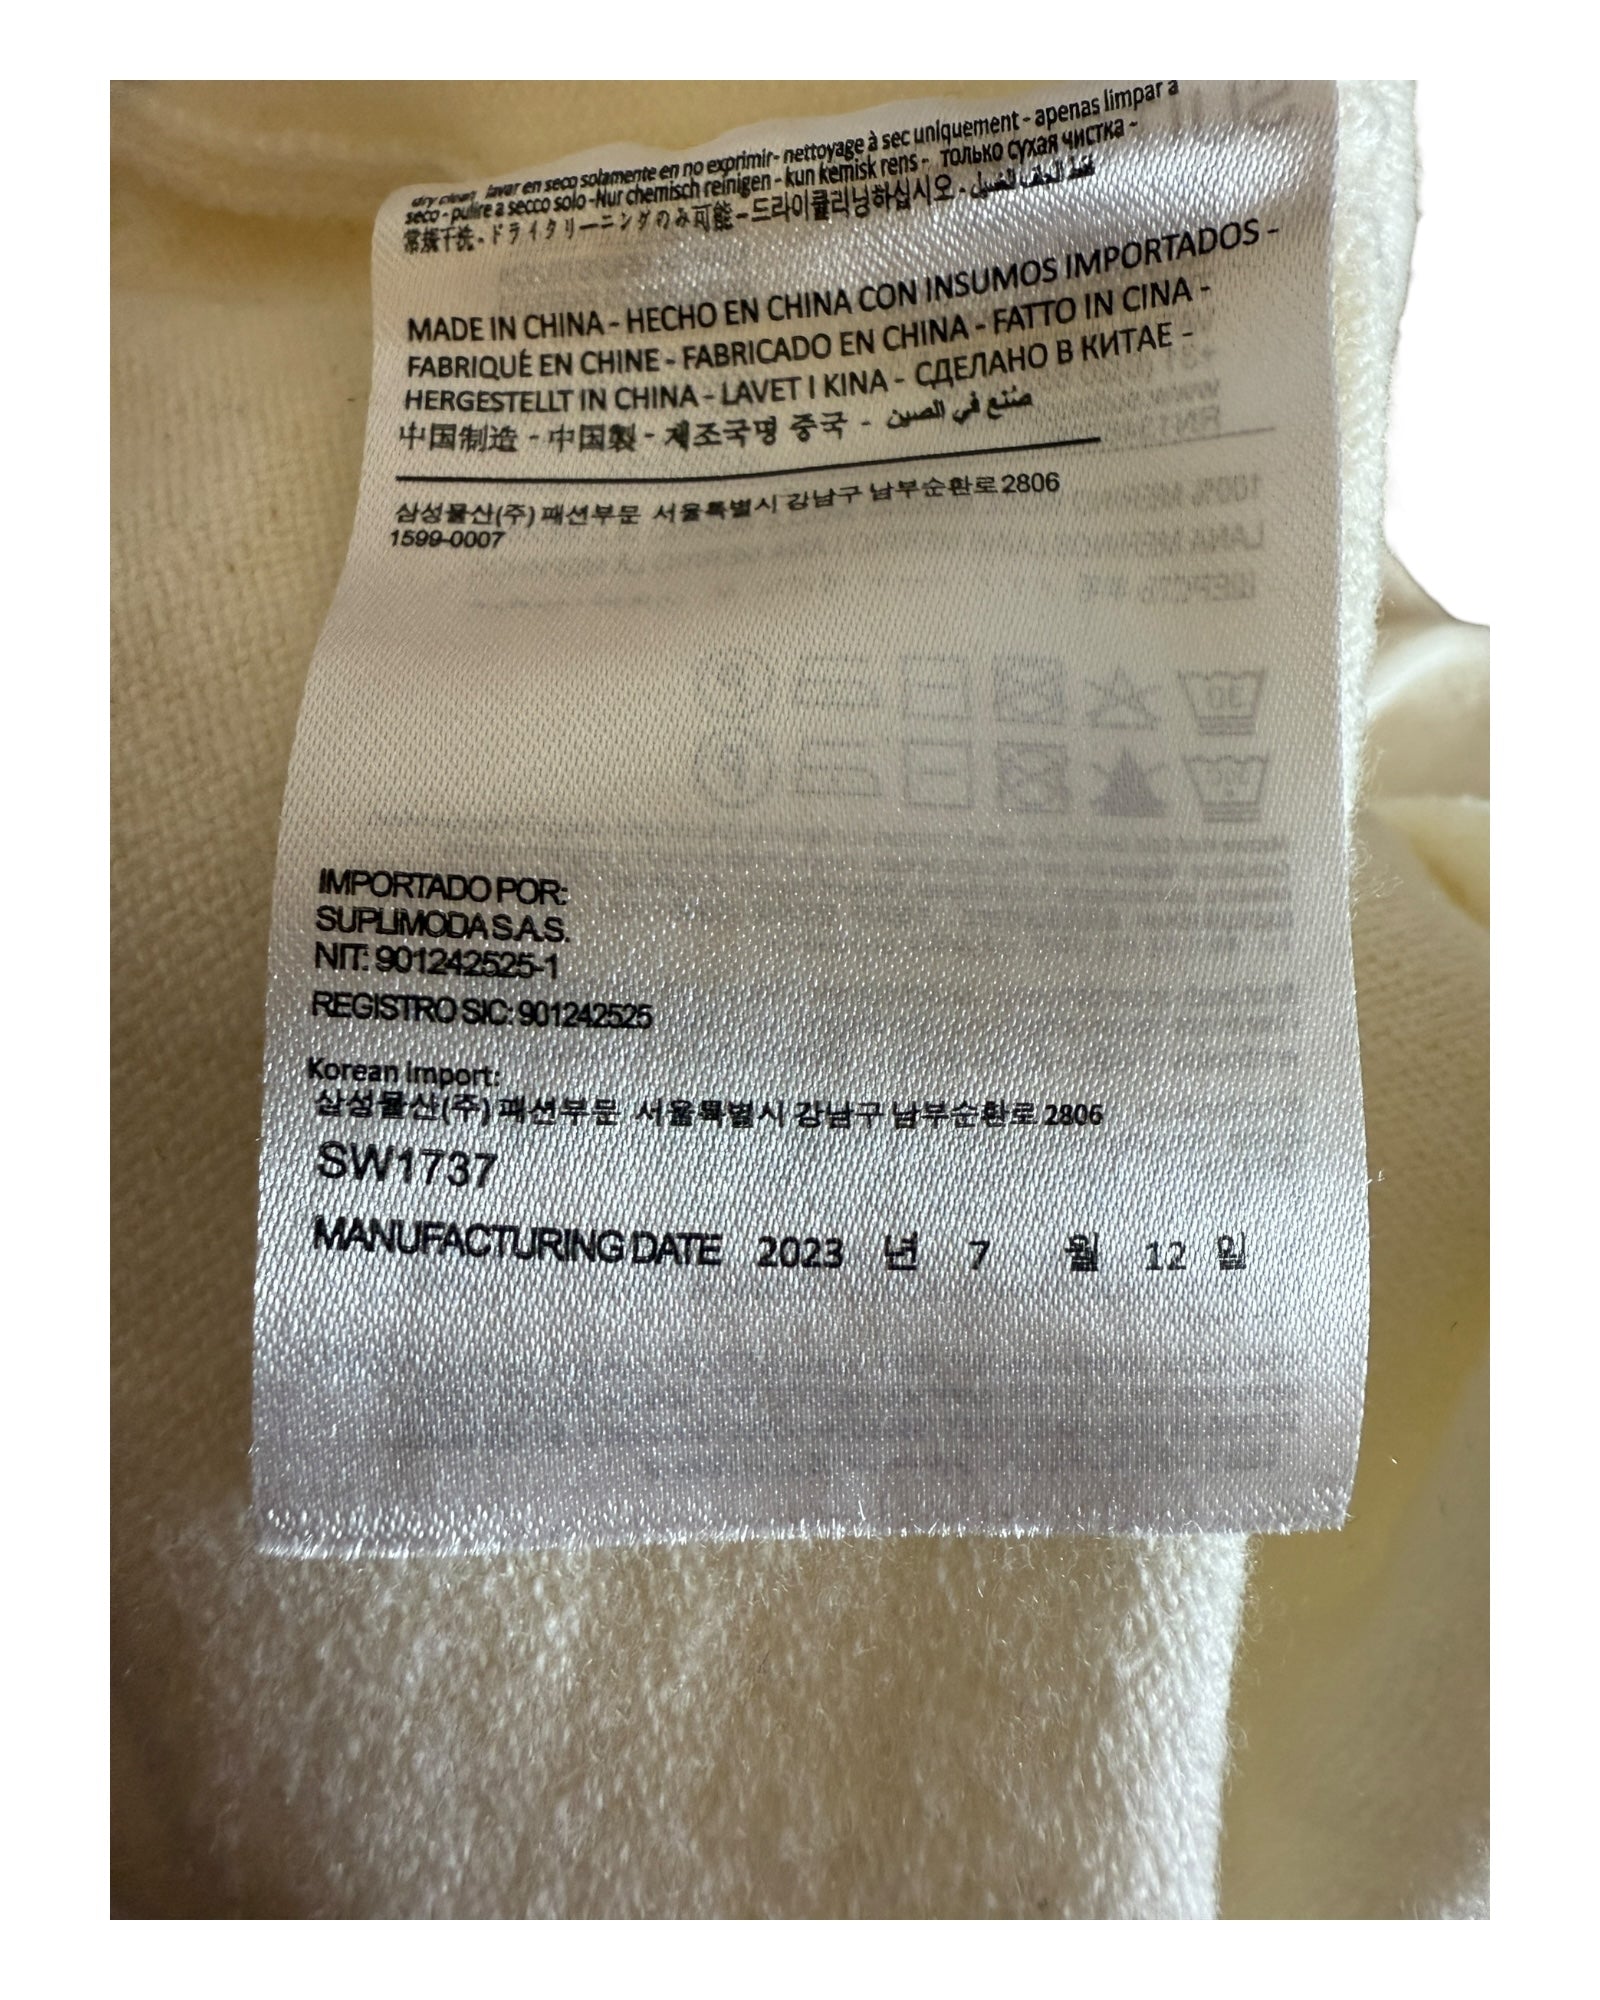 dry clean lavar en seco solamente en no exprimir- nettoyage à sec uniquement - apenas limpar a
seco - pulire a secco solo -Nur chemisch reinigen - kun kemisk rens - только сухая чистка -
常规干洗 - ドライクリーニングのみ可能 - 드라이클리닝하십시오 -
MADE IN CHINA - HECHO EN CHINA CON INSUMOS IMPORTADOS -
FABRIQUÉ EN CHINE - FABRICADO EN CHINA - FATTO IN CINA -
HERGESTELLT IN CHINA - LAVET I KINA - СДЕЛАНО В КИТАЕ -
中国制造 - 中国製 - 제조국명 중국 - صُنع في الصين
삼성물산(주) 패션부문 서울특별시 강남구 남부순환로2806
1599-0007
IMPORTADO POR:
SUPLIMODA S.A.S.
NIT: 901242525-1
REGISTRO SIC: 901242525
Korean Import:
삼성물산(주) 패션부문 서울특별시 강남구 남부순환로 2806
SW1737
MANUFACTURING DATE 2023 년 7 월 12 일